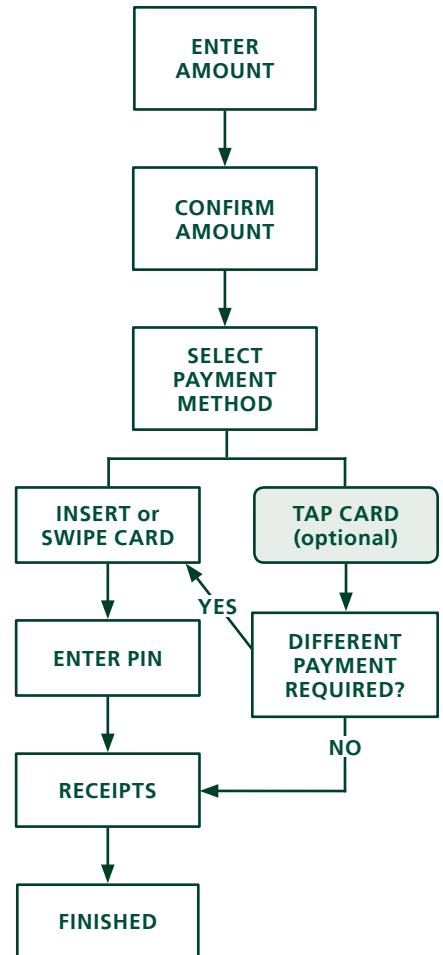 ENTER
AMOUNT
CONFIRM
AMOUNT
SELECT
PAYMENT
METHOD
INSERT or
SWIPE CARD
TAP CARD
(optional)
YES
ENTER PIN
DIFFERENT
PAYMENT
REQUIRED?
NO
RECEIPTS
FINISHED